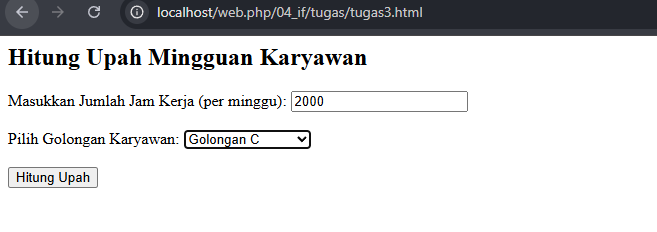 localhost/web.php/04_if/tugas/tugas3.html
Hitung Upah Mingguan Karyawan
Masukkan Jumlah Jam Kerja (per minggu): 2000
Pilih Golongan Karyawan: Golongan C
Hitung Upah